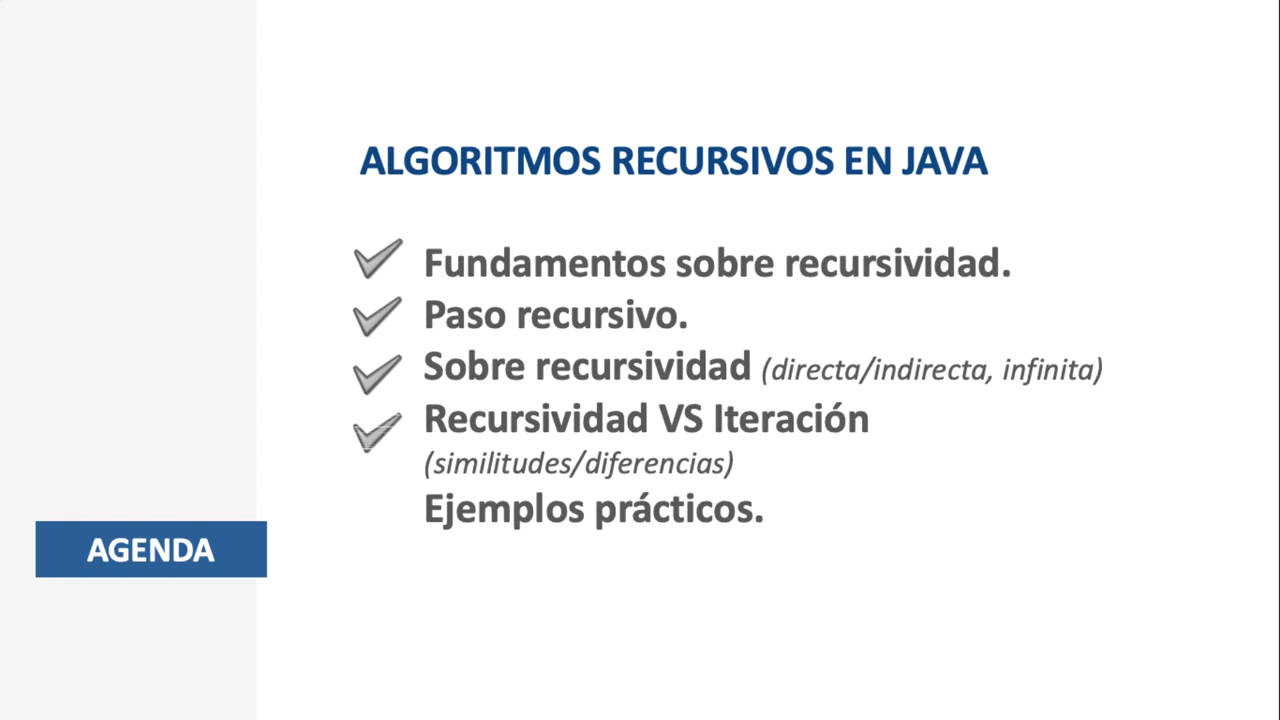 ALGORITMOS RECURSIVOS EN JAVA
Fundamentos sobre recursividad.
Paso recursivo.
Sobre recursividad (directa/indirecta, infinita)
Recursividad VS Iteración
(similitudes/diferencias)
Ejemplos prácticos.
AGENDA